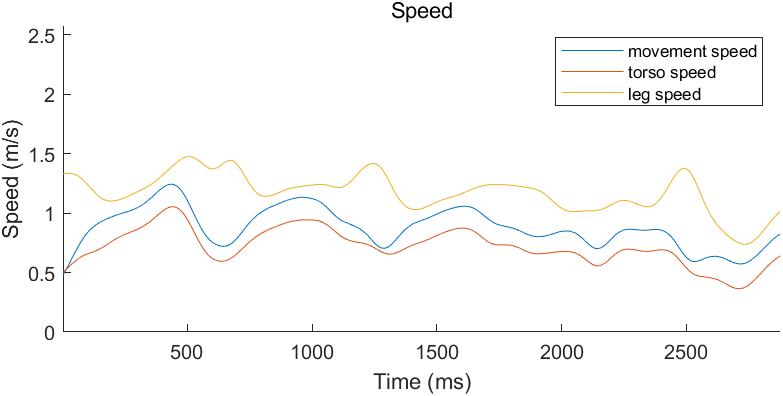 Speed
movement speed
torso speed
leg speed
Speed (m/s)
2.5
2
1.5
1
0.5
0
500
1000
1500
2000
2500
Time (ms)